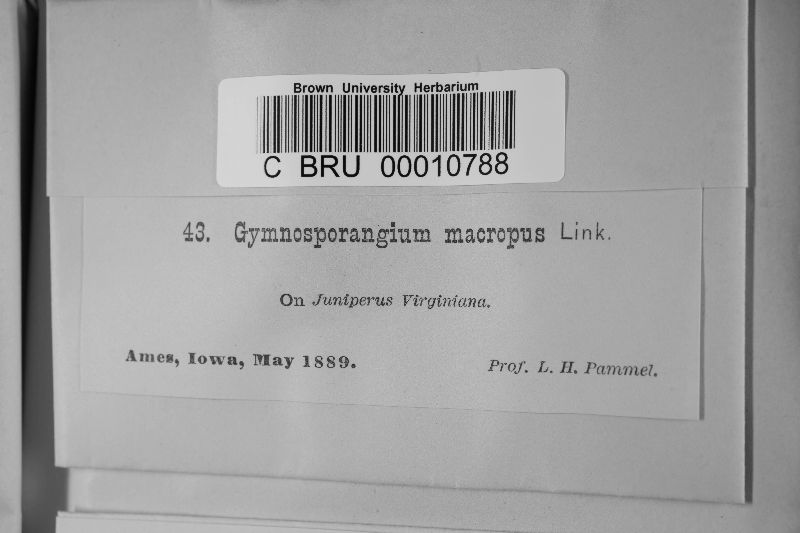 Brown University Herbarium
C BRU 00010788
43. Gymnosporangium macropus Link.
On Juniperus Virginiana.
Ames, Iowa, May 1889.
Prof. L. H. Pammel.